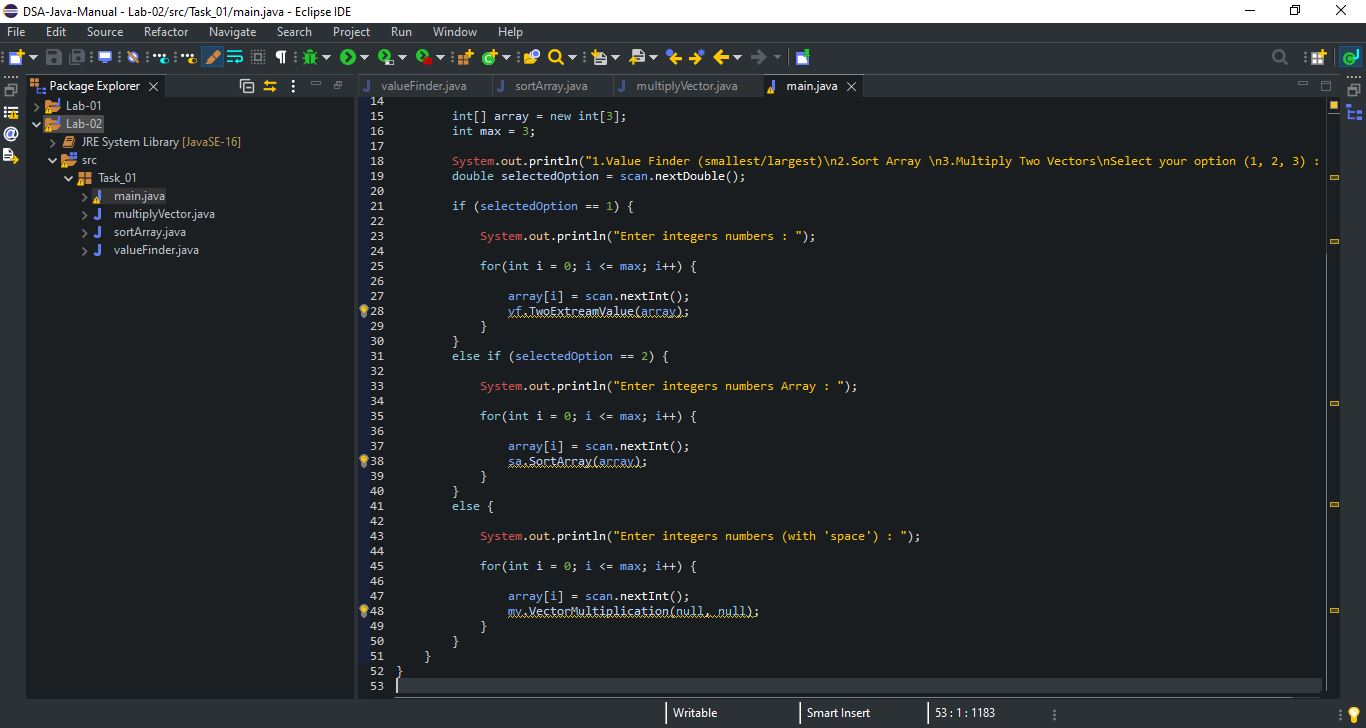 DSA-Java-Manual - Lab-02/src/Task_01/main.java - Eclipse IDE
File Edit Source Refactor Navigate Search Project Run Window Help
Package Explorer
valueFinder.java sortArray.java multiplyVector.java main.java
Lab-01
Lab-02
JRE System Library [JavaSE-16]
src
Task_01
main.java
multiplyVector.java
sortArray.java
valueFinder.java
14
15 int[] array = new int[3];
16 int max = 3;
17
18 System.out.println("1.Value Finder (smallest/largest)\n2.Sort Array \n3.Multiply Two Vectors\nSelect your option (1, 2, 3) :
19 double selectedOption = scan.nextDouble();
20
21 if (selectedOption == 1) {
22
23 System.out.println("Enter integers numbers : ");
24
25 for(int i = 0; i <= max; i++) {
26
27 array[i] = scan.nextInt();
28 vf.TwoExtreamValue(array);
29 }
30 }
31 else if (selectedOption == 2) {
32
33 System.out.println("Enter integers numbers Array : ");
34
35 for(int i = 0; i <= max; i++) {
36
37 array[i] = scan.nextInt();
38 sa.SortArray(array);
39 }
40 }
41 else {
42
43 System.out.println("Enter integers numbers (with 'space') : ");
44
45 for(int i = 0; i <= max; i++) {
46
47 array[i] = scan.nextInt();
48 mv.VectorMultiplication(null, null);
49 }
50 }
51 }
52 }
53
Writable Smart Insert 53 : 1 : 1183